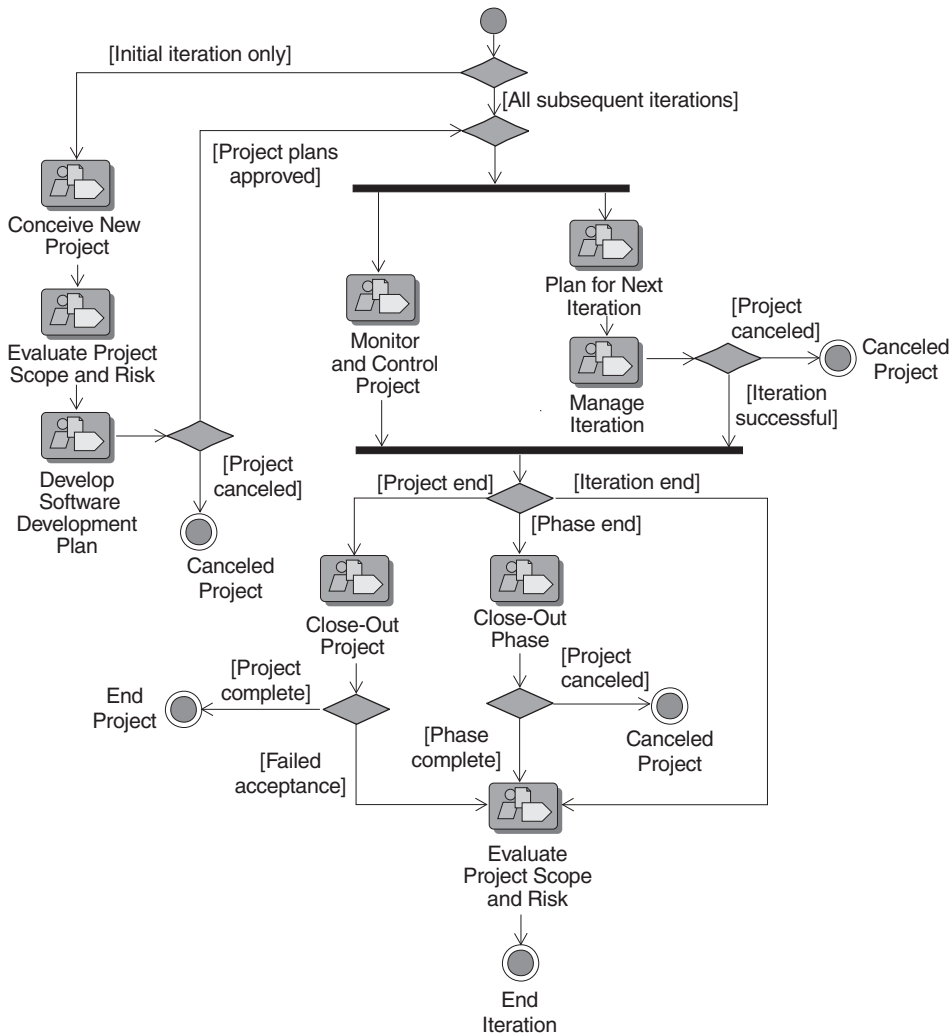 [Initial iteration only]
[All subsequent iterations]
[Project plans
approved]
Conceive New
Project
Evaluate Project
Scope and Risk
Develop
Software
Development
Plan
[Project
canceled]
Canceled
Project
Monitor
and Control
Project
Plan for Next
Iteration
Manage
Iteration
[Project
canceled]
Canceled
Project
[Iteration
successful]
[Project end]
[Iteration end]
[Phase end]
Close-Out
Project
Close-Out
Phase
[Project
complete]
End
Project
[Failed
acceptance]
[Project
canceled]
Canceled
Project
[Phase
complete]
Evaluate
Project Scope
and Risk
End
Iteration